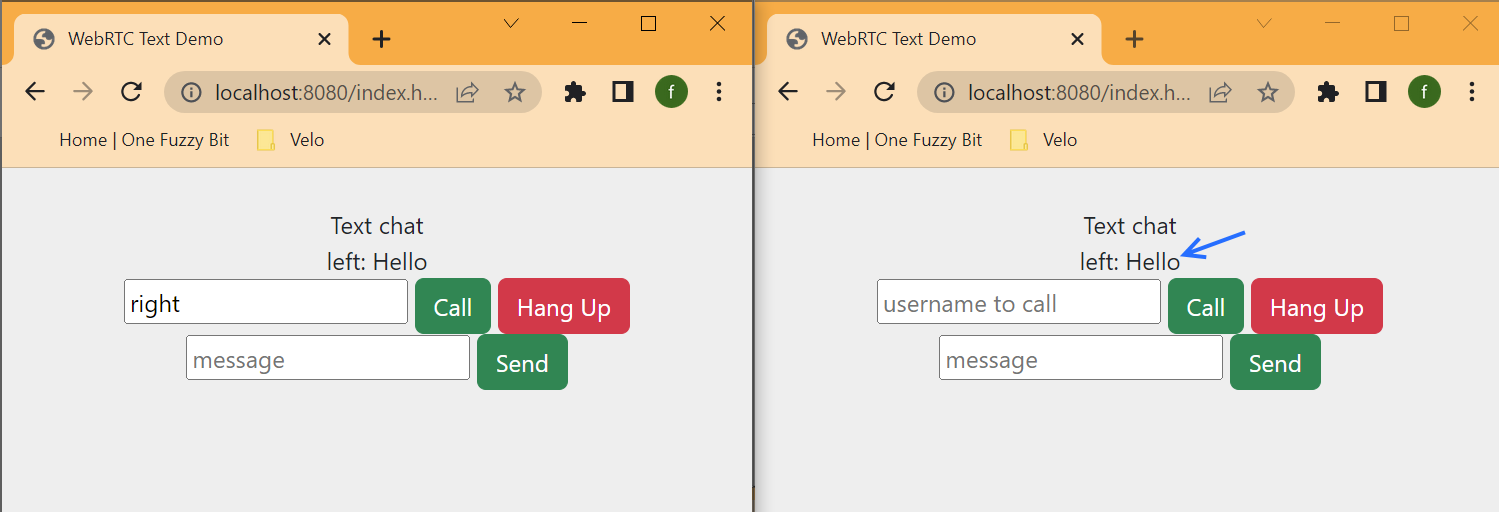 WebRTC Text Demo
localhost:8080/index.h...
f
Home | One Fuzzy Bit
Velo
Text chat
left: Hello
right
Call
Hang Up
message
Send
WebRTC Text Demo
localhost:8080/index.h...
f
Home | One Fuzzy Bit
Velo
Text chat
left: Hello
username to call
Call
Hang Up
message
Send